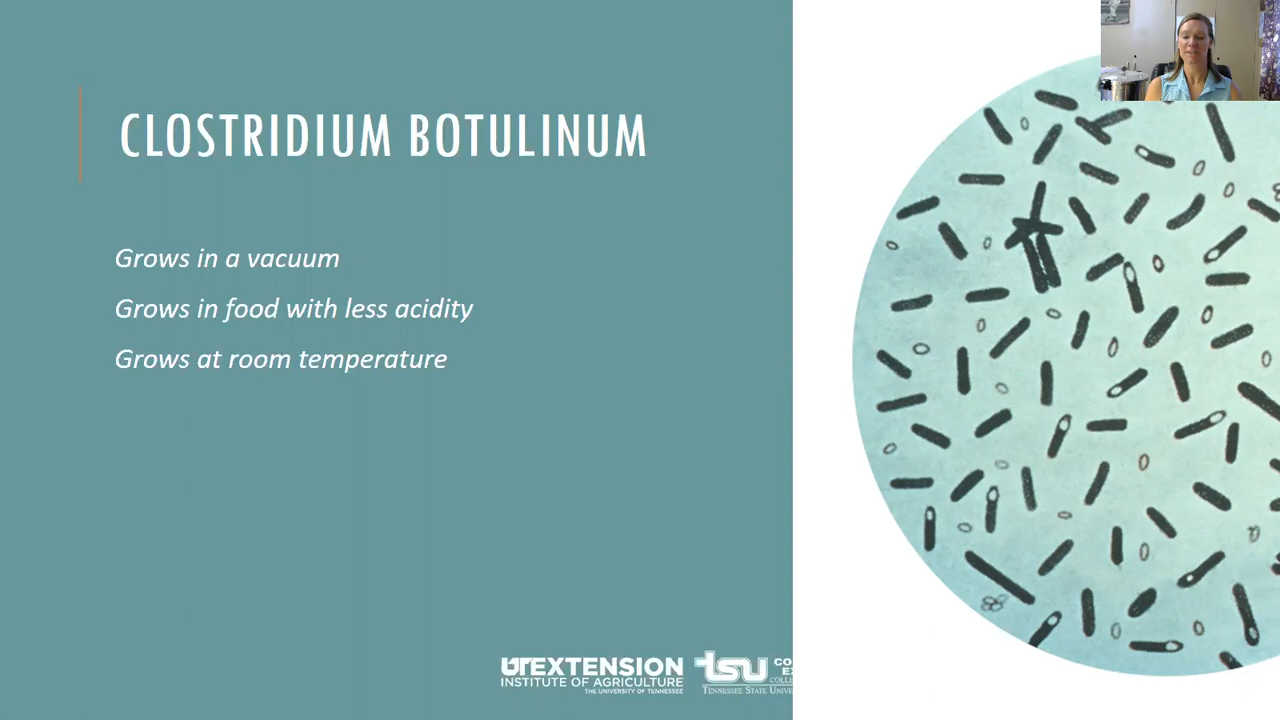 CLOSTRIDIUM BOTULINUM
Grows in a vacuum
Grows in food with less acidity
Grows at room temperature
UTEXTENSION
INSTITUTE OF AGRICULTURE
THE UNIVERSITY OF TENNESSEE
tsu
TENNESSEE STATE